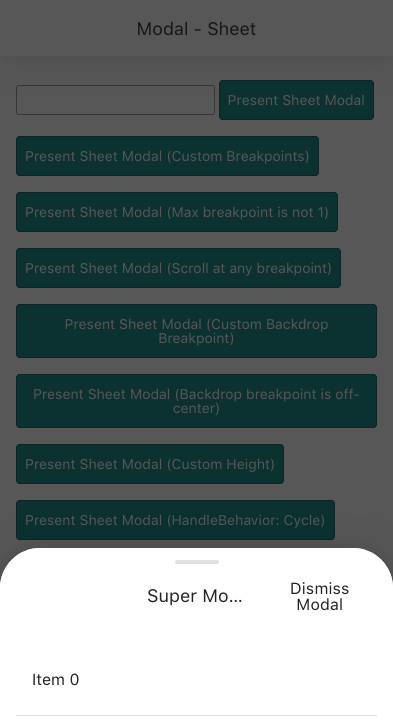 Modal - Sheet
Present Sheet Modal
Present Sheet Modal (Custom Breakpoints)
Present Sheet Modal (Max breakpoint is not 1)
Present Sheet Modal (Scroll at any breakpoint)
Present Sheet Modal (Custom Backdrop
Breakpoint)
Present Sheet Modal (Backdrop breakpoint is off-
center)
Present Sheet Modal (Custom Height)
Present Sheet Modal (HandleBehavior: Cycle)
Super Mo...
Dismiss
Modal
Item 0